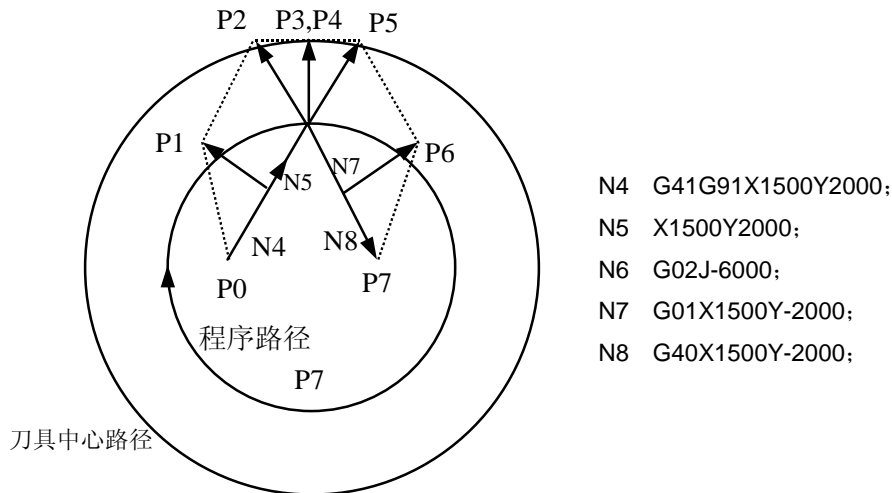 P2 P3,P4 P5
P1
P6
N5
N7
N4
N8
P0
P7
程序路径
P7
刀具中心路径
N4 G41G91X1500Y2000；
N5 X1500Y2000；
N6 G02J-6000；
N7 G01X1500Y-2000；
N8 G40X1500Y-2000；